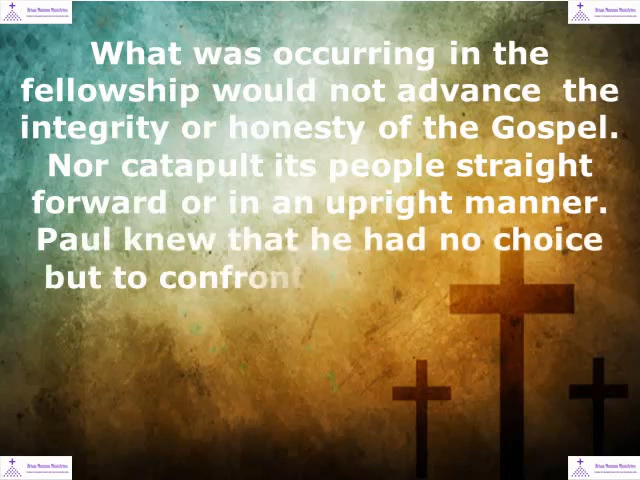 What was occurring in the
fellowship would not advance  the
integrity or honesty of the Gospel.
Nor catapult its people straight
forward or in an upright manner.
Paul knew that he had no choice
but to confront